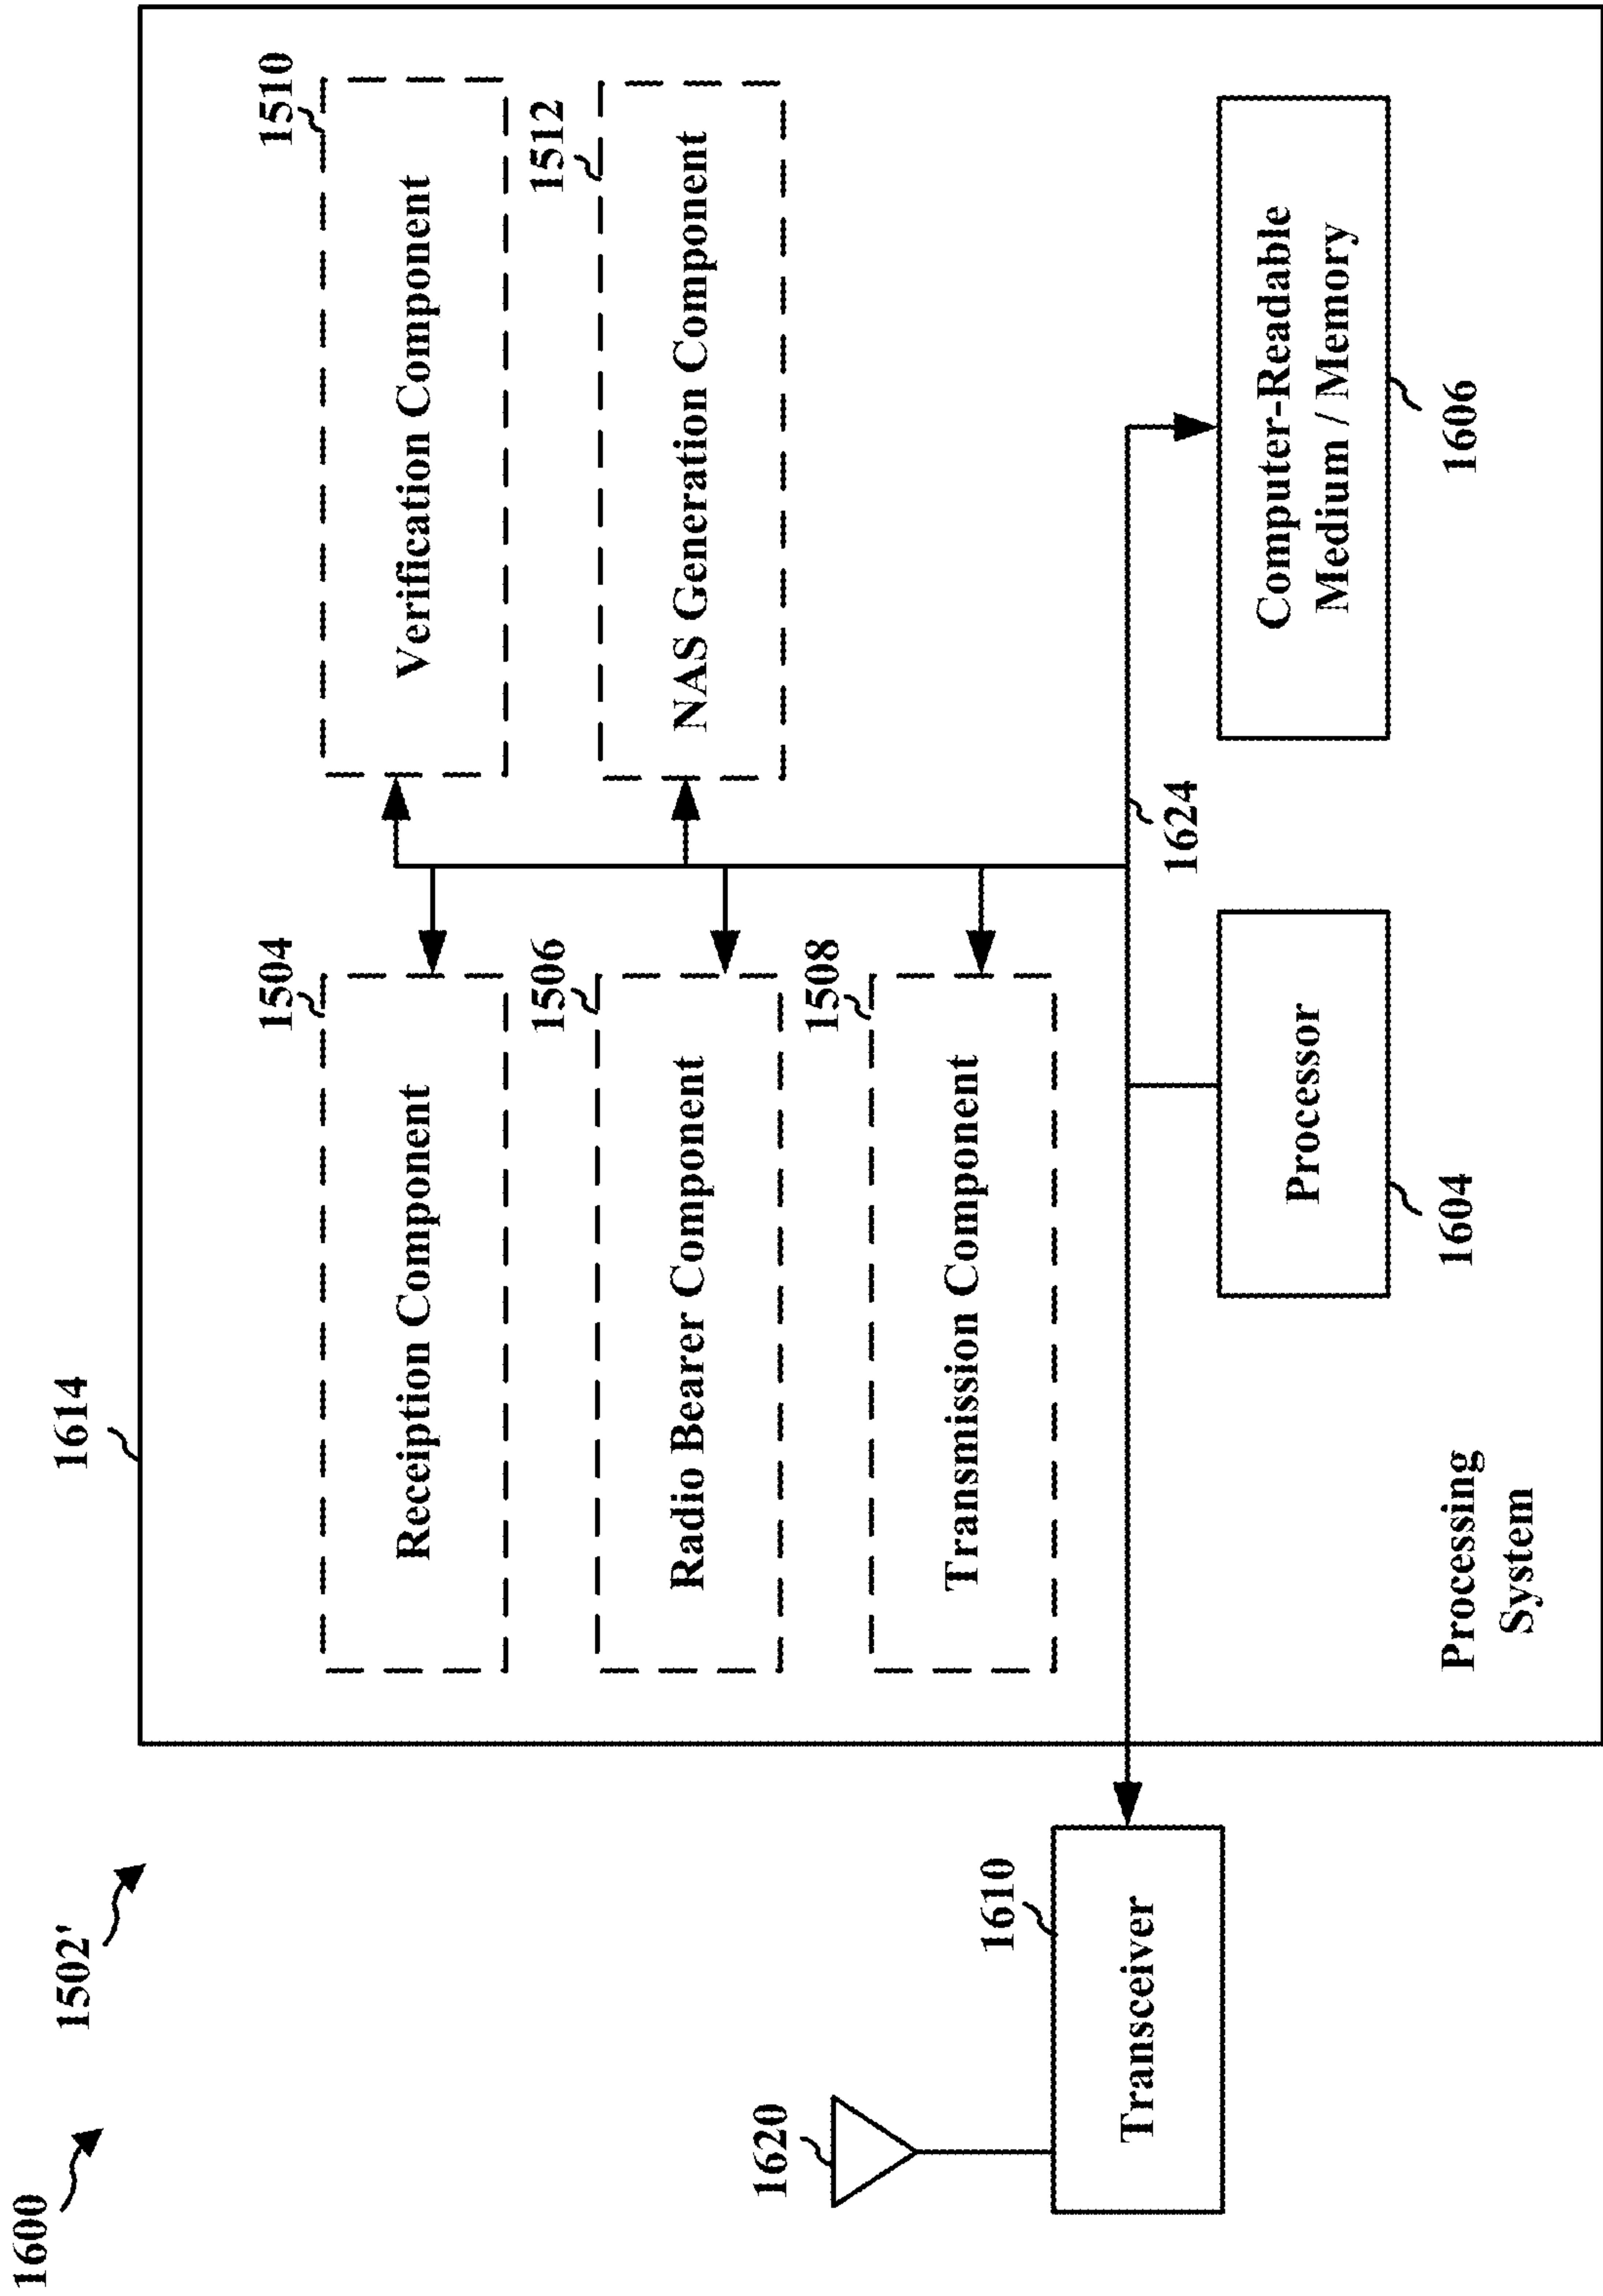 1600
1502'
1614
1504
Reception Component
1510
Verification Component
1506
Radio Bearer Component
1512
NAS Generation Component
1508
Transmission Component
1620
1610
Transceiver
1624
Processor
1604
Computer-Readable
Medium / Memory
1606
Processing
System